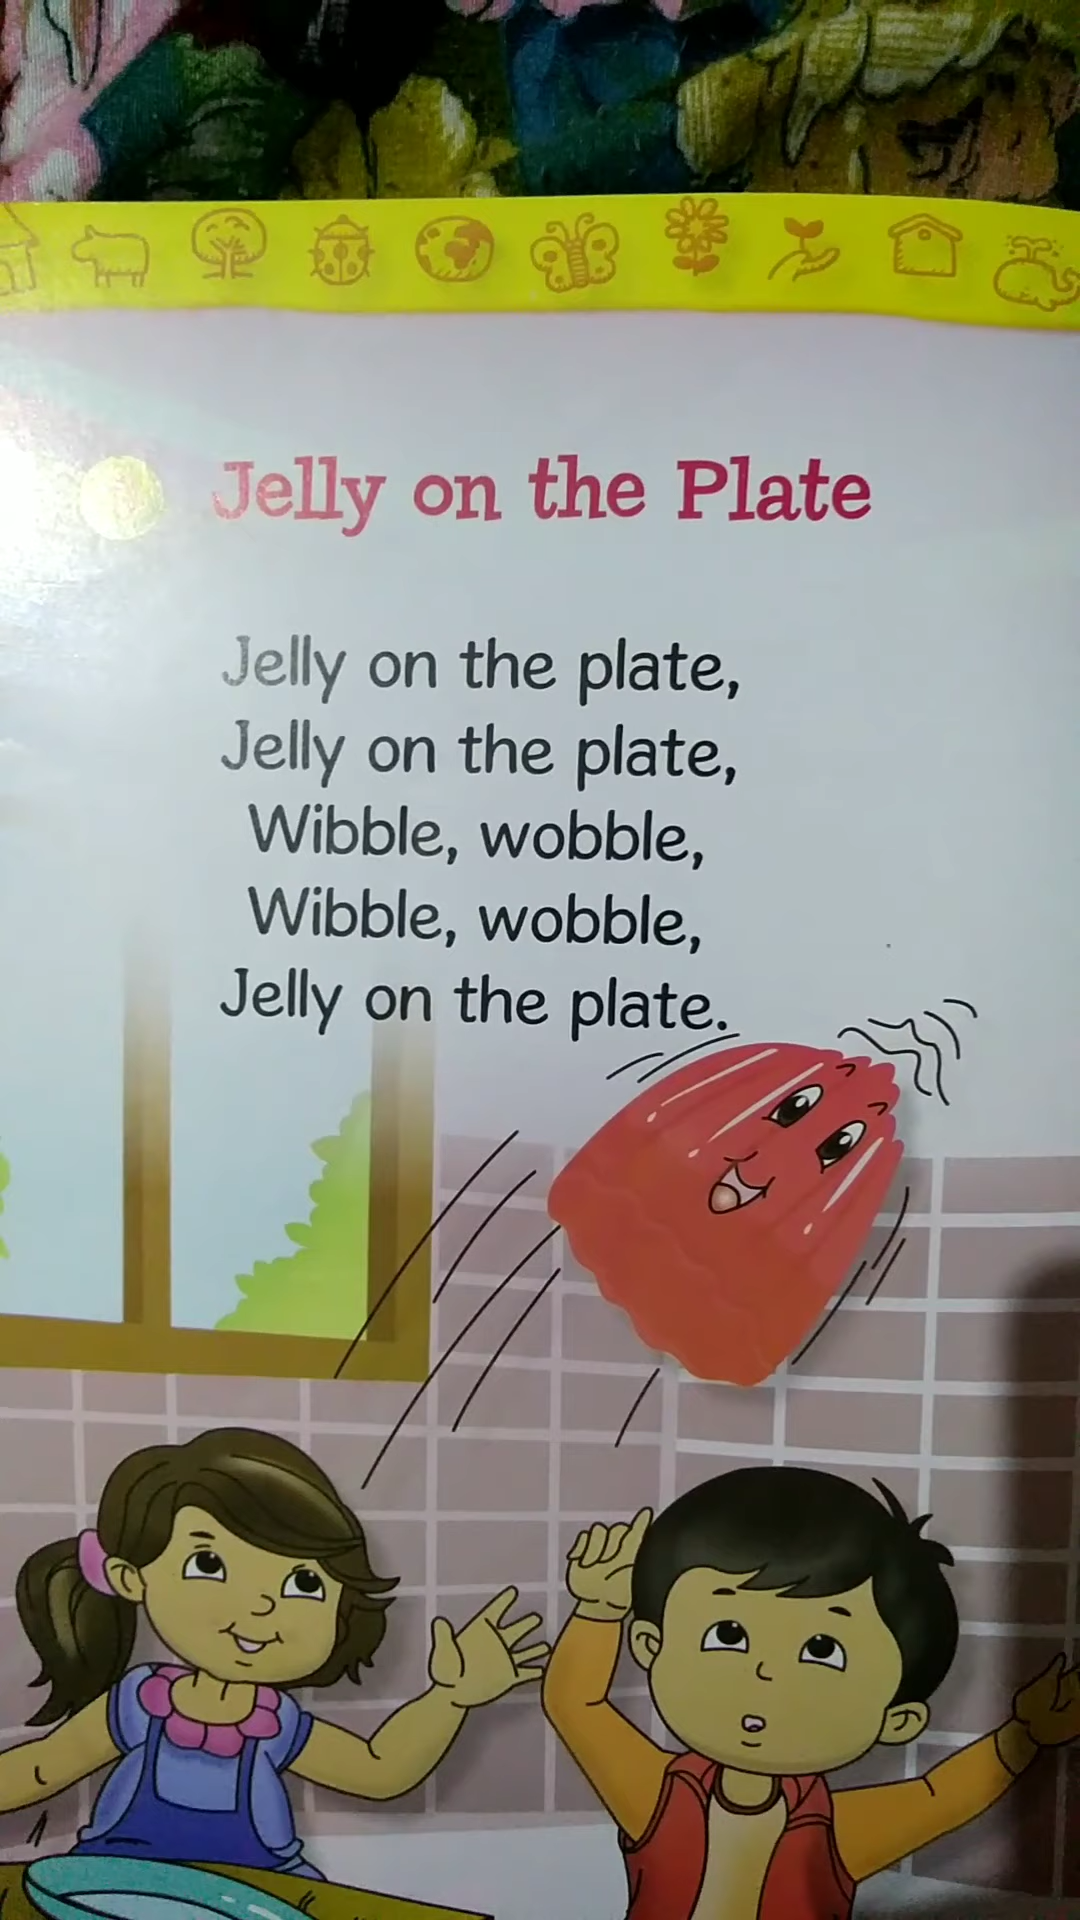 Jelly on the Plate
Jelly on the plate,
Jelly on the plate,
Wibble, wobble,
Wibble, wobble,
Jelly on the plate.